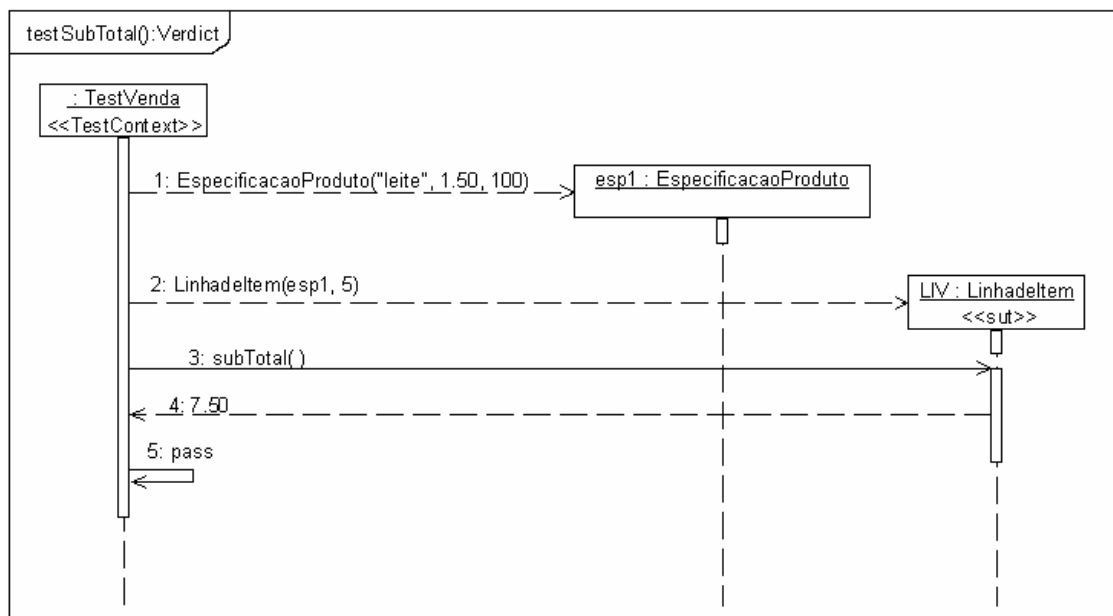 testSubTotal():Verdict
: TestVenda
<<TestContext>>
1: EspecificacaoProduto("leite", 1.50, 100)
esp1 : EspecificacaoProduto
2: LinhadeItem(esp1, 5)
LIV : LinhadeItem
<<sut>>
3: subTotal( )
4: 7.50
5: pass